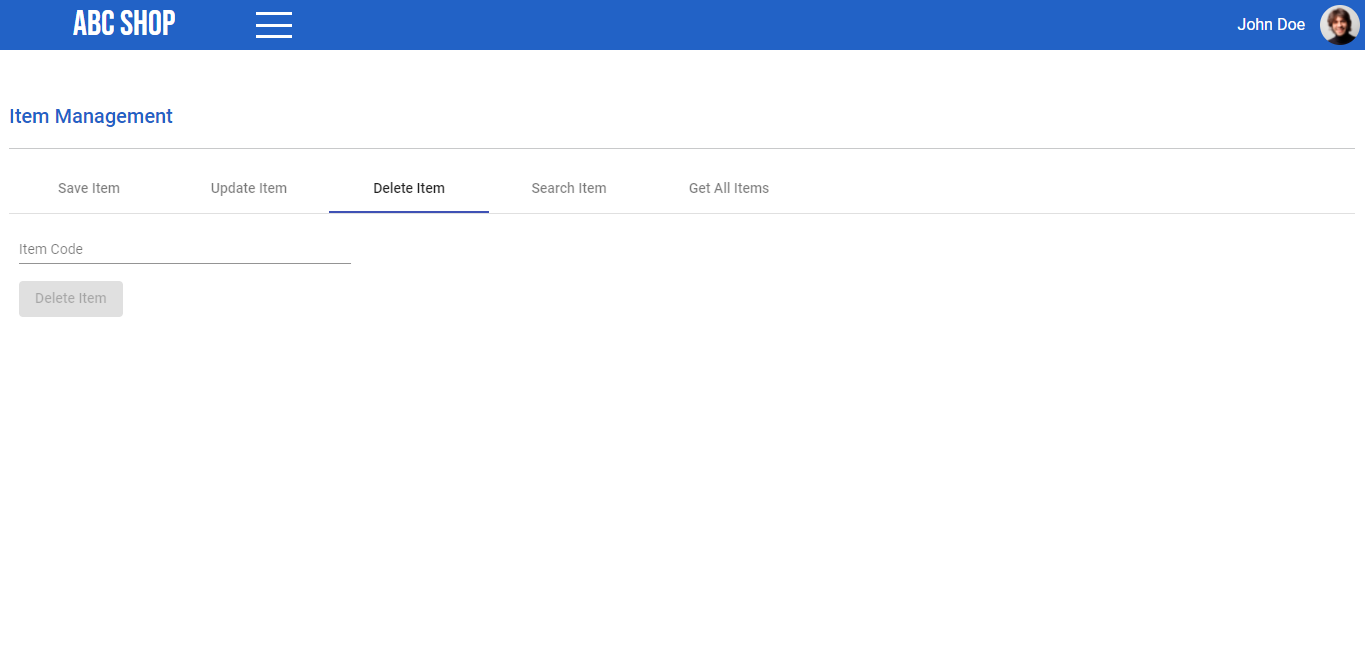 ABC SHOP
John Doe
Item Management
Save Item Update Item Delete Item Search Item Get All Items
Item Code
Delete Item